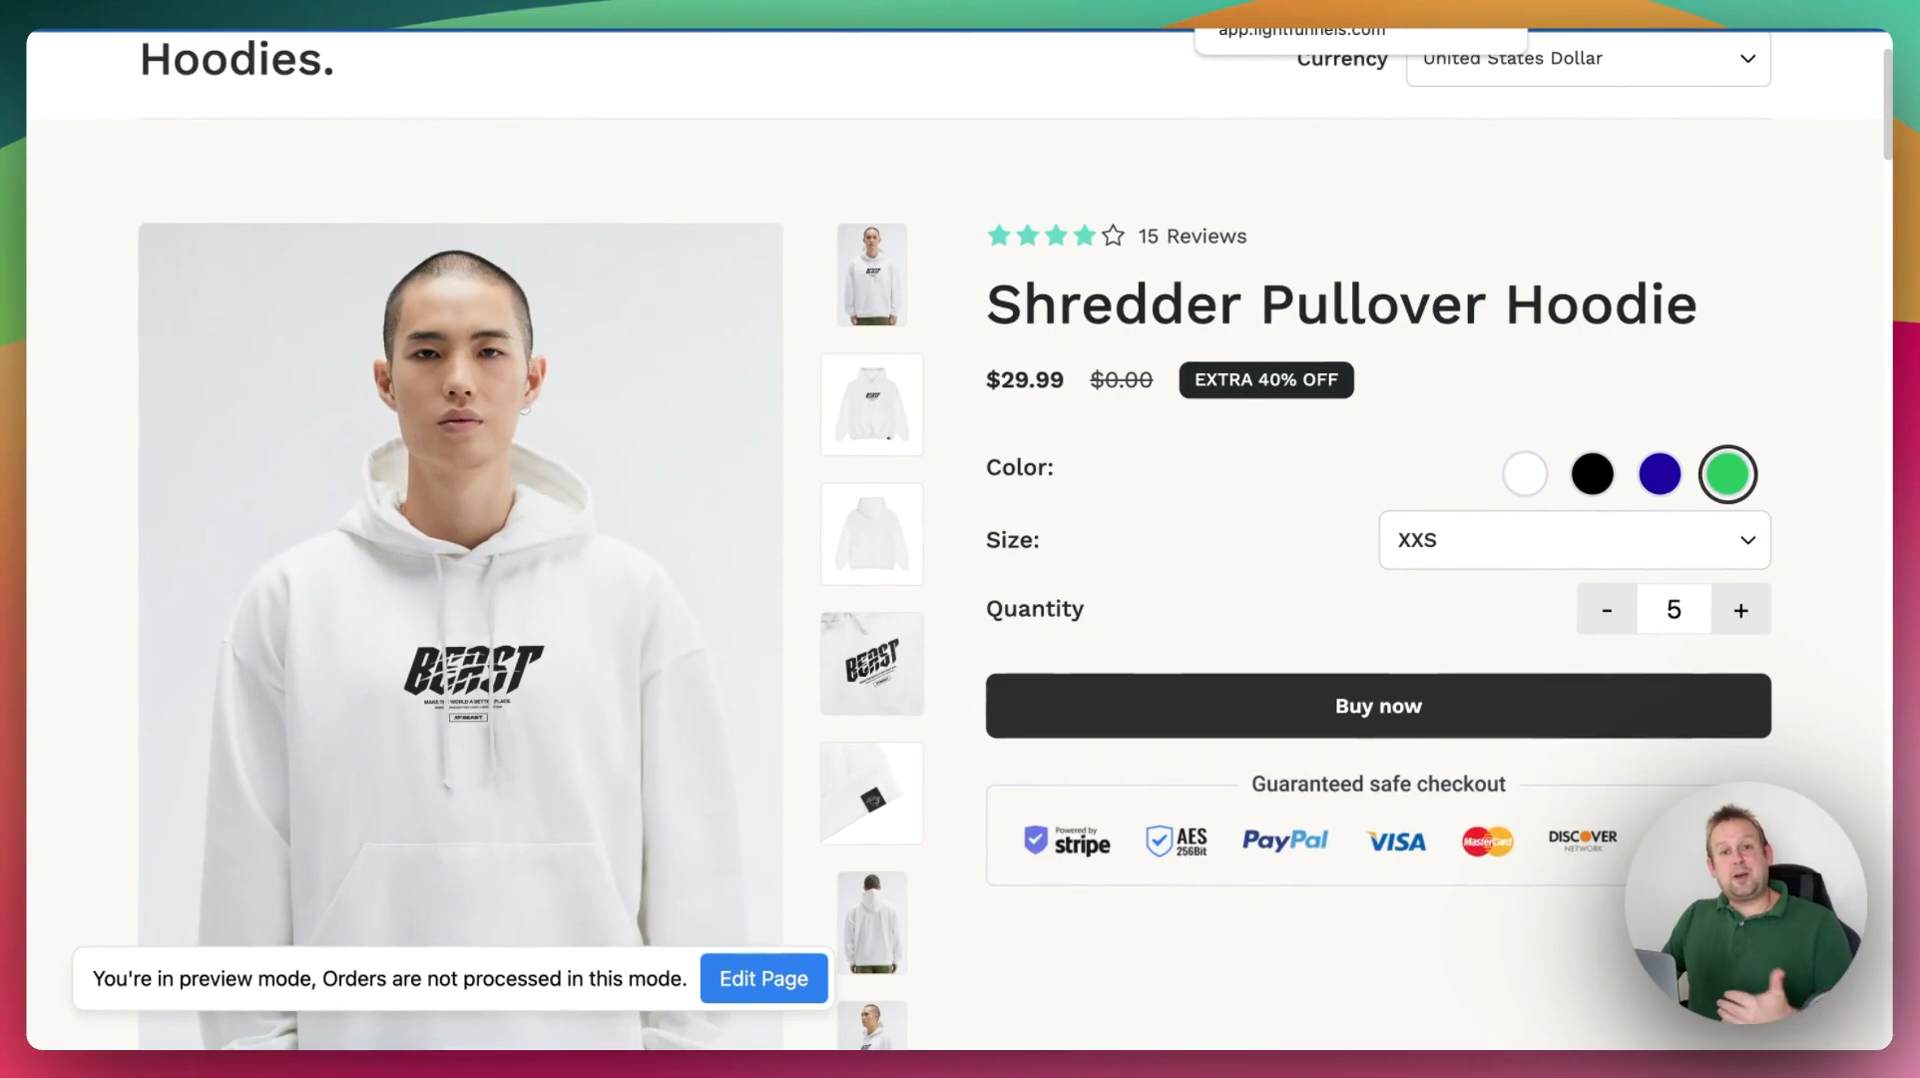 app.lightfunnels.com
Hoodies.
Currency
United States Dollar
15 Reviews
Shredder Pullover Hoodie
$29.99 $0.00 EXTRA 40% OFF
Color:
Size:
XXS
Quantity
- 5 +
Buy now
Guaranteed safe checkout
Powered by
stripe
AES
256Bit
PayPal
VISA
MasterCard
DISCOVER
NETWORK
BEAST
BEAST
You're in preview mode, Orders are not processed in this mode.
Edit Page